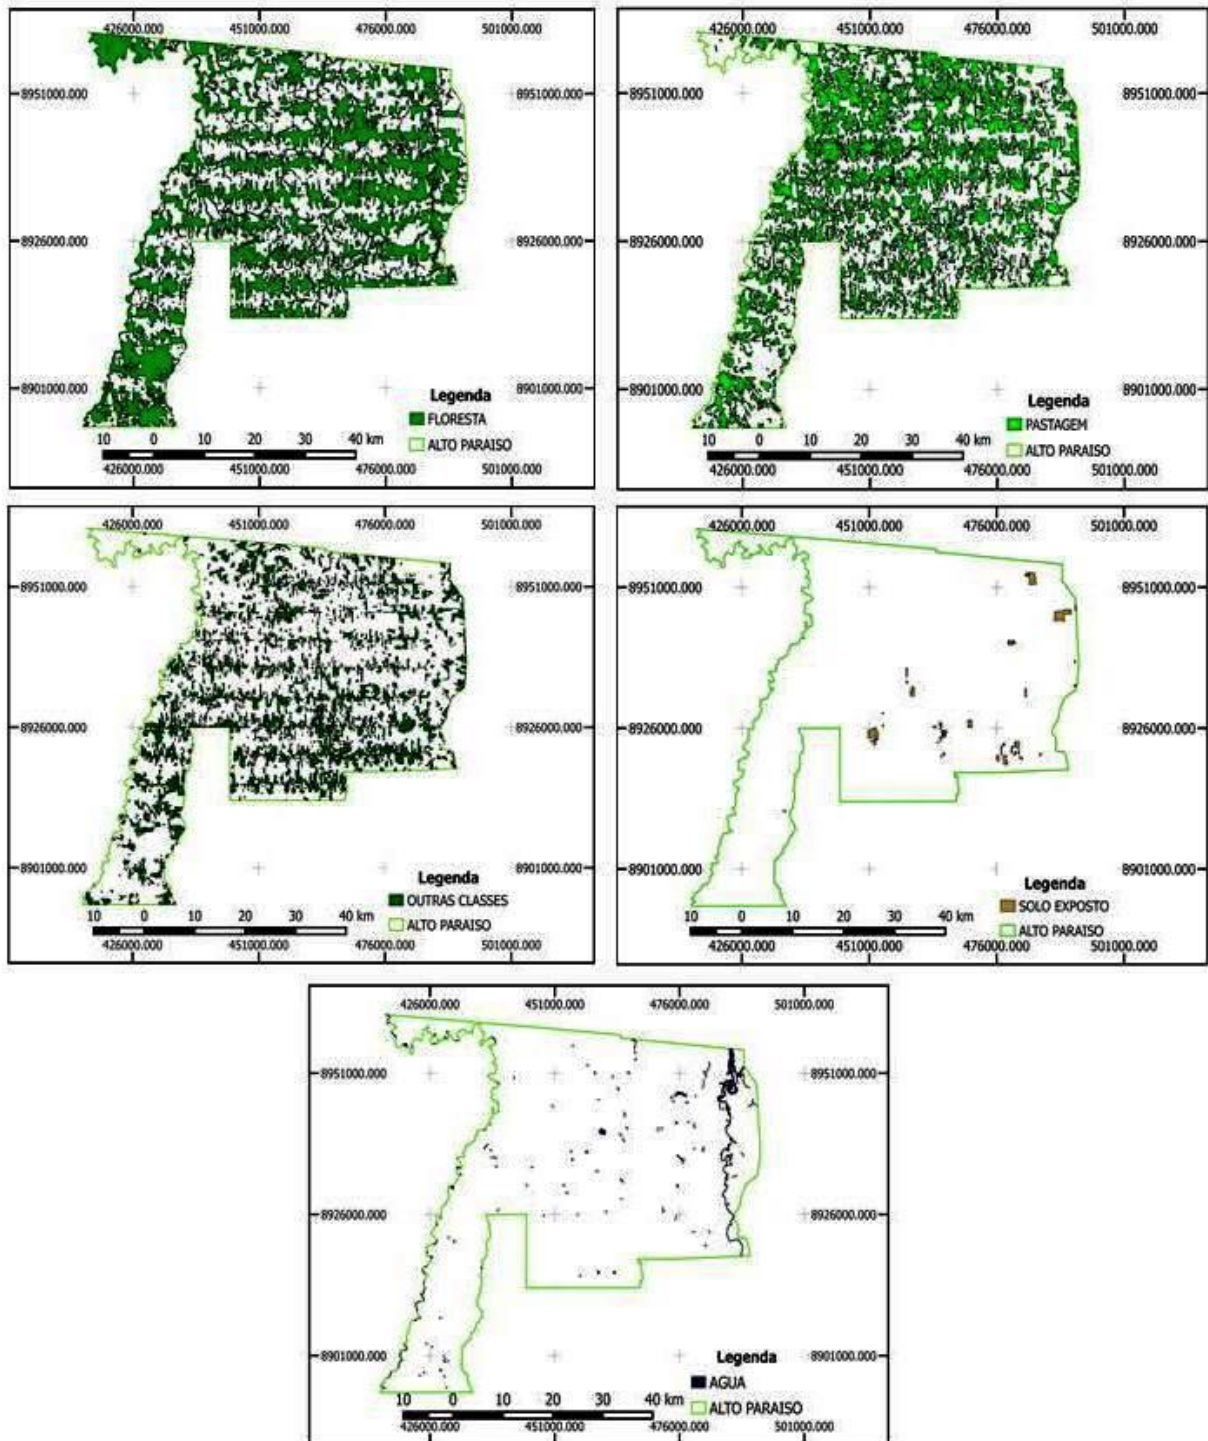 426000.000 451000.000 476000.000 501000.000
8951000.000 8951000.000
8926000.000 8926000.000
8901000.000 8901000.000
Legenda
FLORESTA
ALTO PARAISO
10 0 10 20 30 40 km
426000.000 451000.000 476000.000 501000.000
426000.000 451000.000 476000.000 501000.000
8951000.000 8951000.000
8926000.000 8926000.000
8901000.000 8901000.000
Legenda
PASTAGEM
ALTO PARAISO
10 0 10 20 30 40 km
426000.000 451000.000 476000.000 501000.000
426000.000 451000.000 476000.000 501000.000
8951000.000 8951000.000
8926000.000 8926000.000
8901000.000 8901000.000
Legenda
OUTRAS CLASSES
ALTO PARAISO
10 0 10 20 30 40 km
426000.000 451000.000 476000.000 501000.000
426000.000 451000.000 476000.000 501000.000
8951000.000 8951000.000
8926000.000 8926000.000
8901000.000 8901000.000
Legenda
SOLO EXPOSTO
ALTO PARAISO
10 0 10 20 30 40 km
426000.000 451000.000 476000.000 501000.000
426000.000 451000.000 476000.000 501000.000
8951000.000 8951000.000
8926000.000 8926000.000
8901000.000 8901000.000
Legenda
AGUA
ALTO PARAISO
10 0 10 20 30 40 km
426000.000 451000.000 476000.000 501000.000